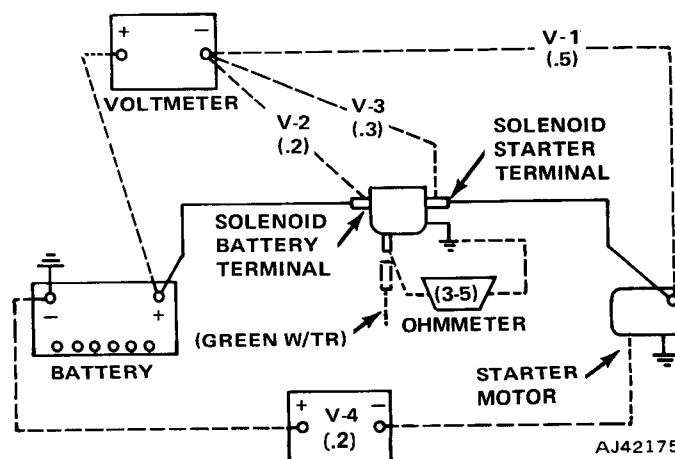 + −
VOLTMETER
V-1
(.5)
V-2
(.2)
V-3
(.3)
SOLENOID
STARTER
TERMINAL
SOLENOID
BATTERY
TERMINAL
− +
BATTERY
(3-5)
OHMMETER
(GREEN W/TR)
STARTER
MOTOR
+ V-4 −
(.2)
AJ42175